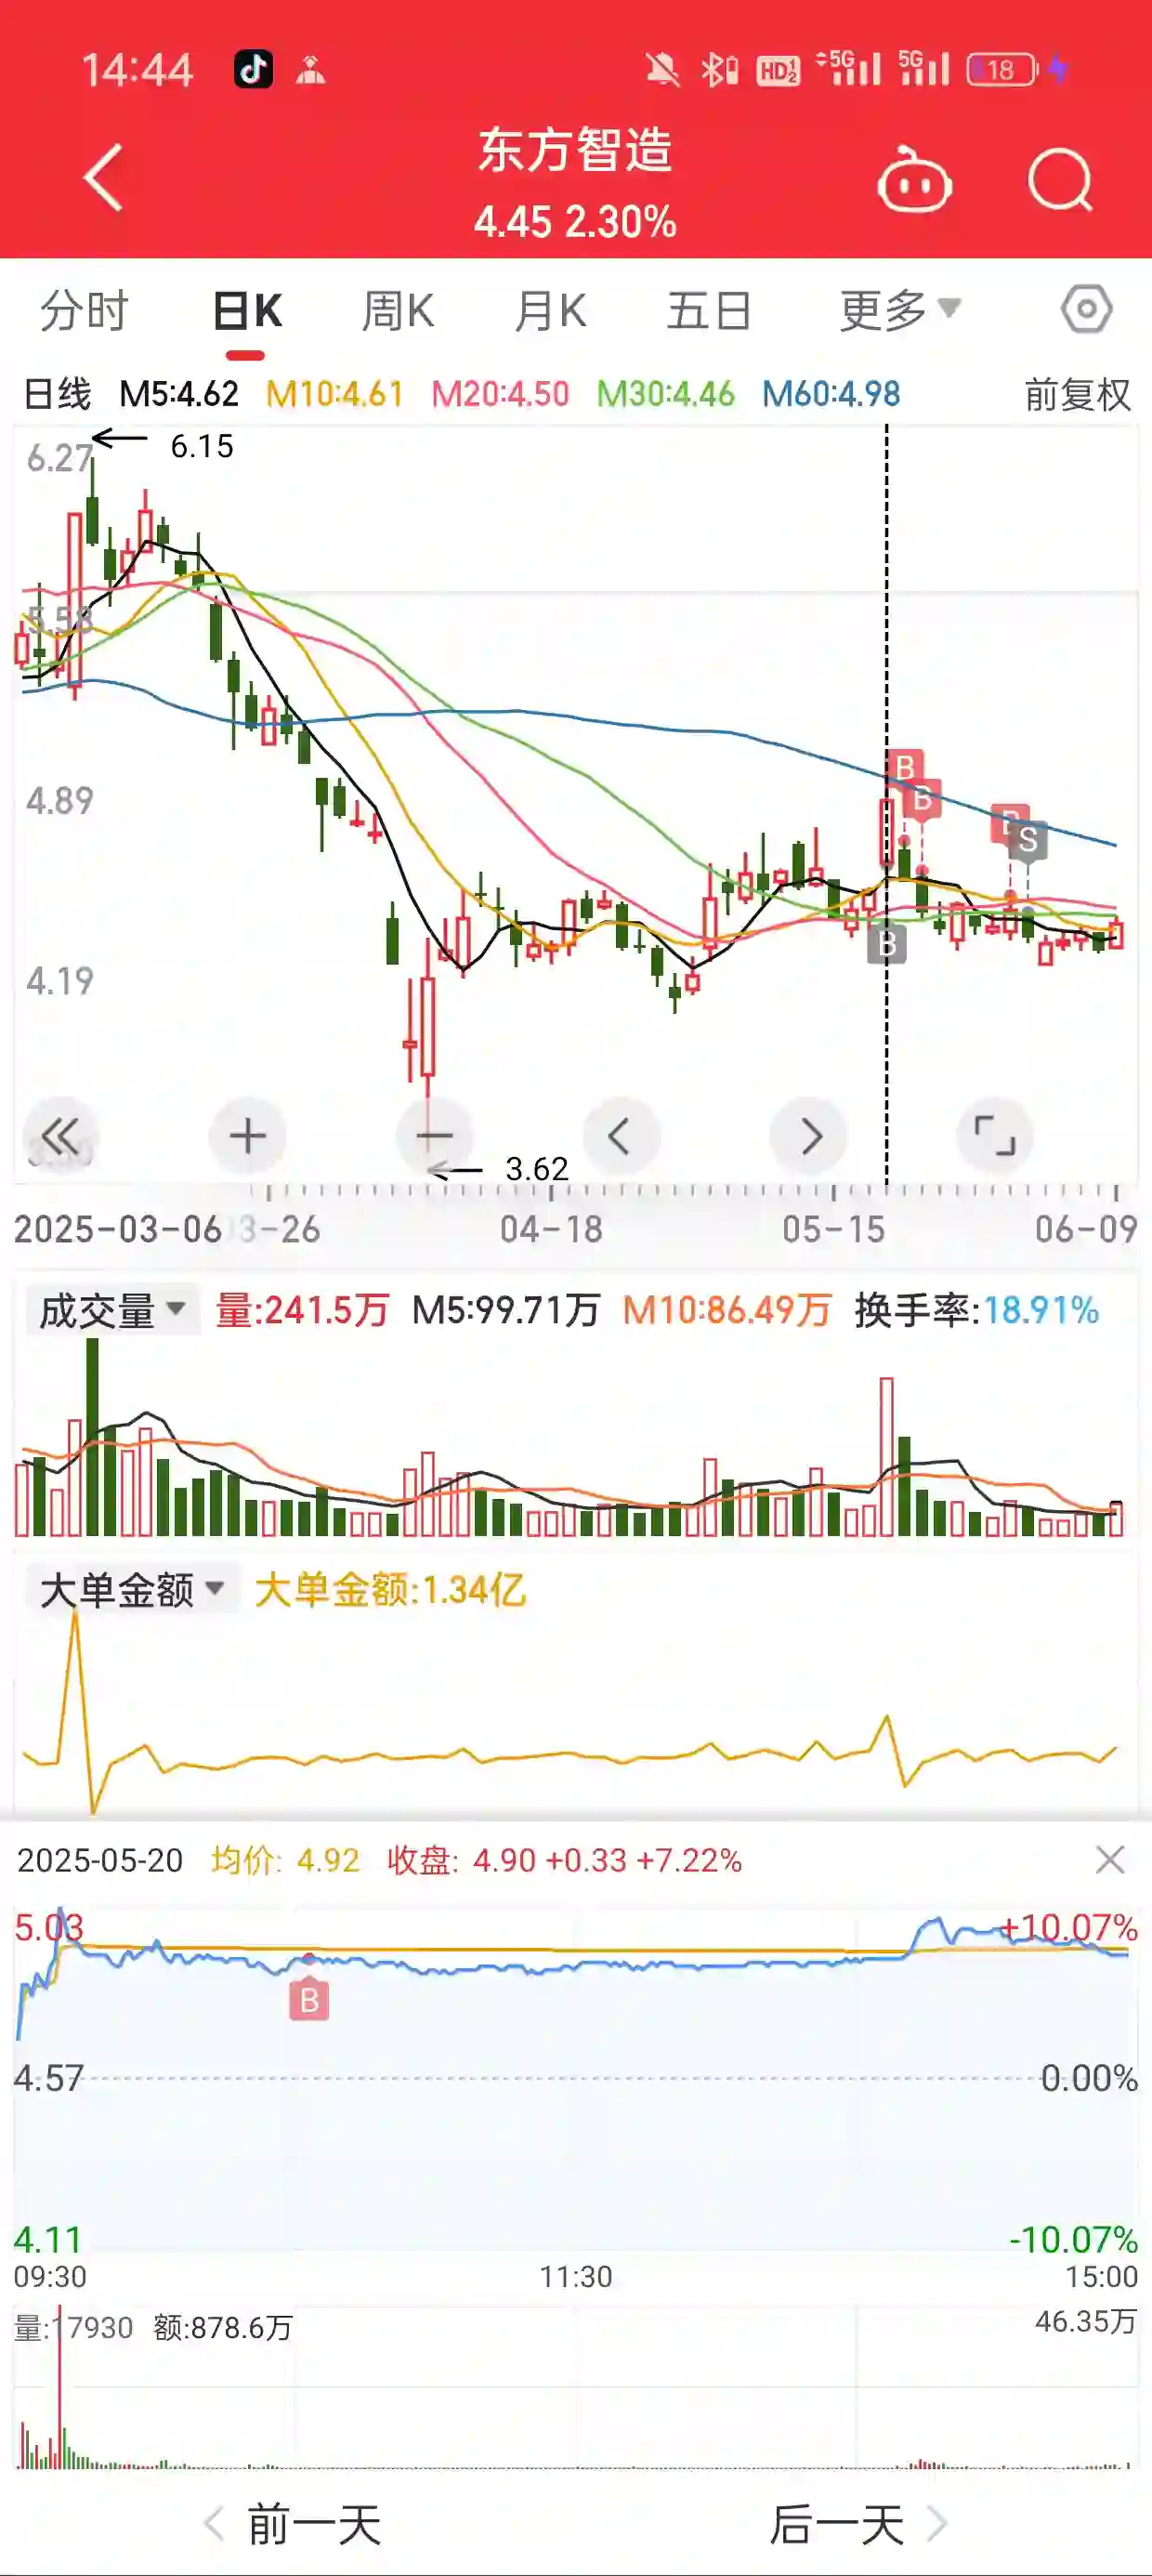 14:44 HD 1 2 5G 5G 18
东方智造
4.45 2.30%
分时 日K 周K 月K 五日 更多
日线 M5:4.62 M10:4.61 M20:4.50 M30:4.46 M60:4.98 前复权
6.27 6.15
5.58
B
4.89 B
S
B
4.19
3.62
2025-03-06 03-26 04-18 05-15 06-09
成交量 量:241.5万 M5:99.71万 M10:86.49万 换手率:18.91%
大单金额 大单金额:1.34亿
2025-05-20 均价: 4.92 收盘: 4.90 +0.33 +7.22%
5.03 +10.07%
B
4.57 0.00%
4.11 -10.07%
09:30 11:30 15:00
量:17930 额:878.6万 46.35万
前一天 后一天